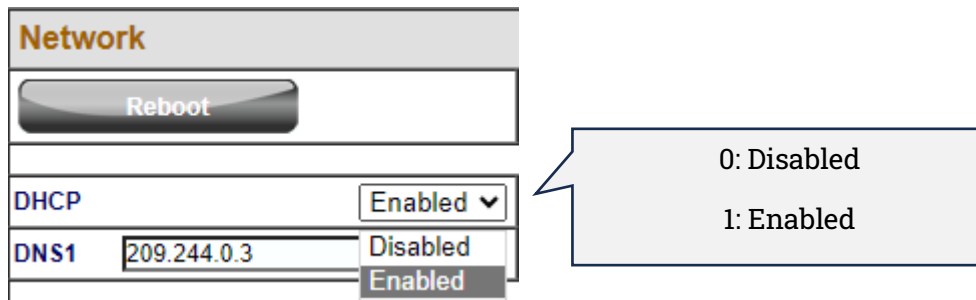 Network
Reboot
DHCP Enabled
DNS1 209.244.0.3 Disabled
Enabled
0: Disabled
1: Enabled